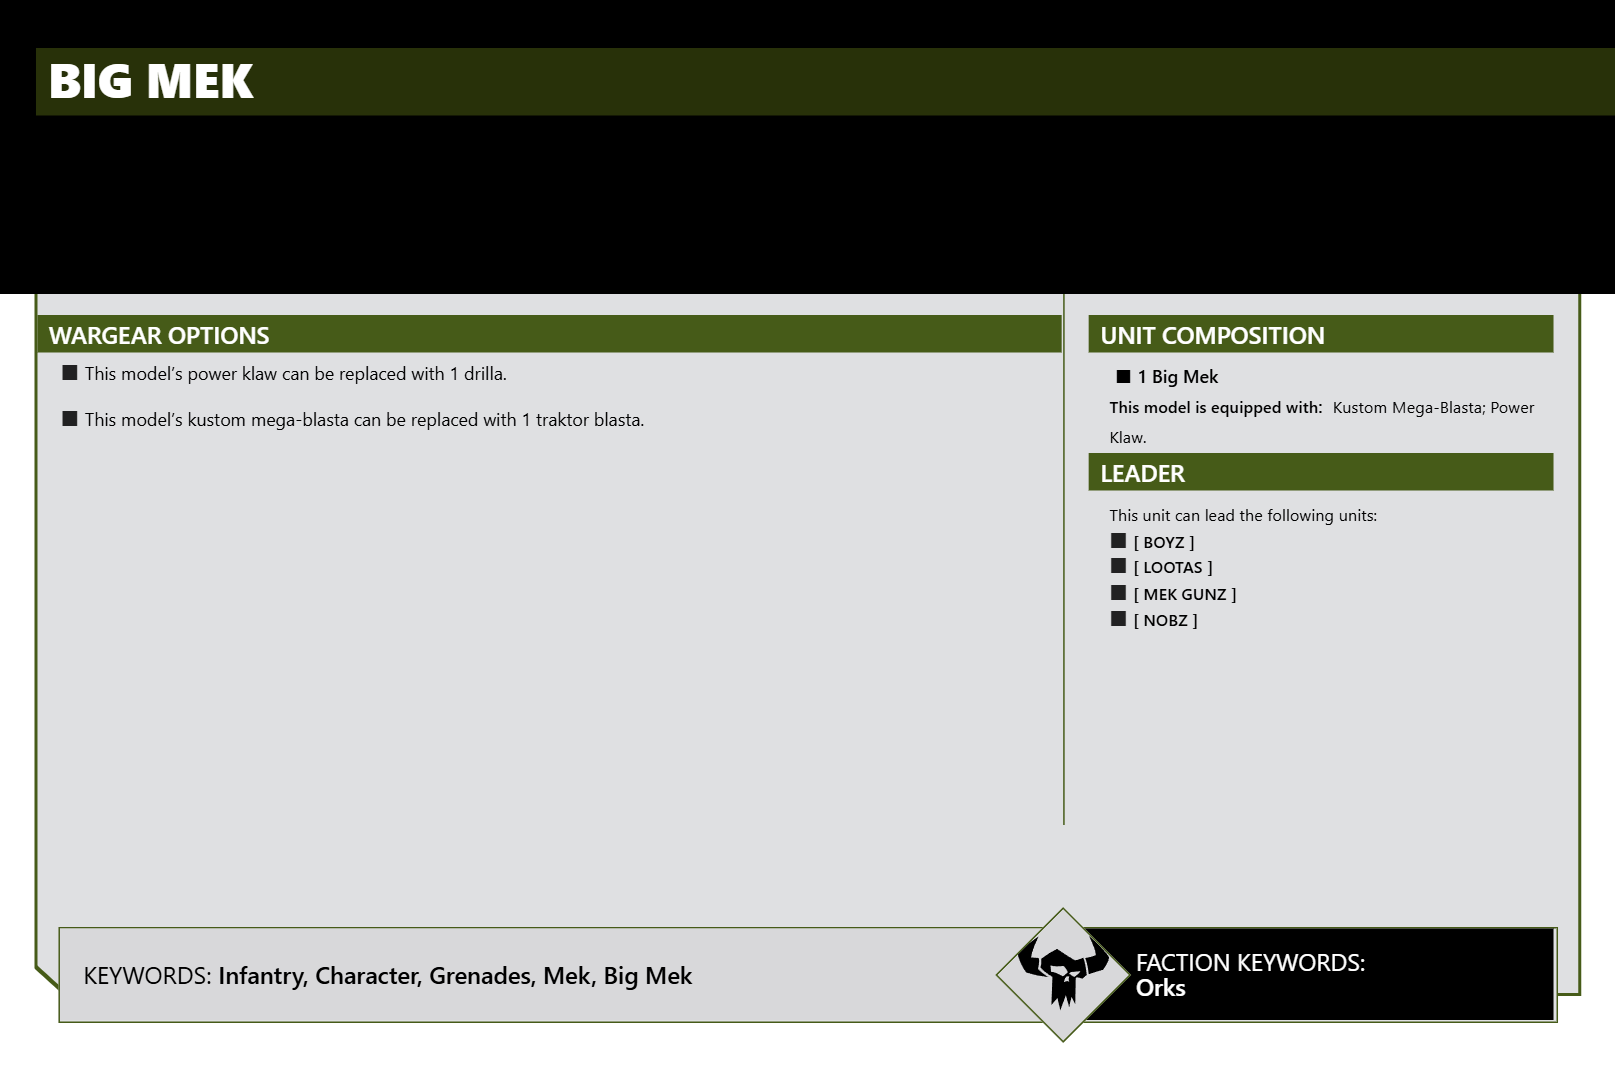 BIG MEK
WARGEAR OPTIONS
This model’s power klaw can be replaced with 1 drilla.
This model’s kustom mega-blasta can be replaced with 1 traktor blasta.
UNIT COMPOSITION
1 Big Mek
This model is equipped with: Kustom Mega-Blasta; Power
Klaw.
LEADER
This unit can lead the following units:
[ BOYZ ]
[ LOOTAS ]
[ MEK GUNZ ]
[ NOBZ ]
KEYWORDS: Infantry, Character, Grenades, Mek, Big Mek
FACTION KEYWORDS:
Orks